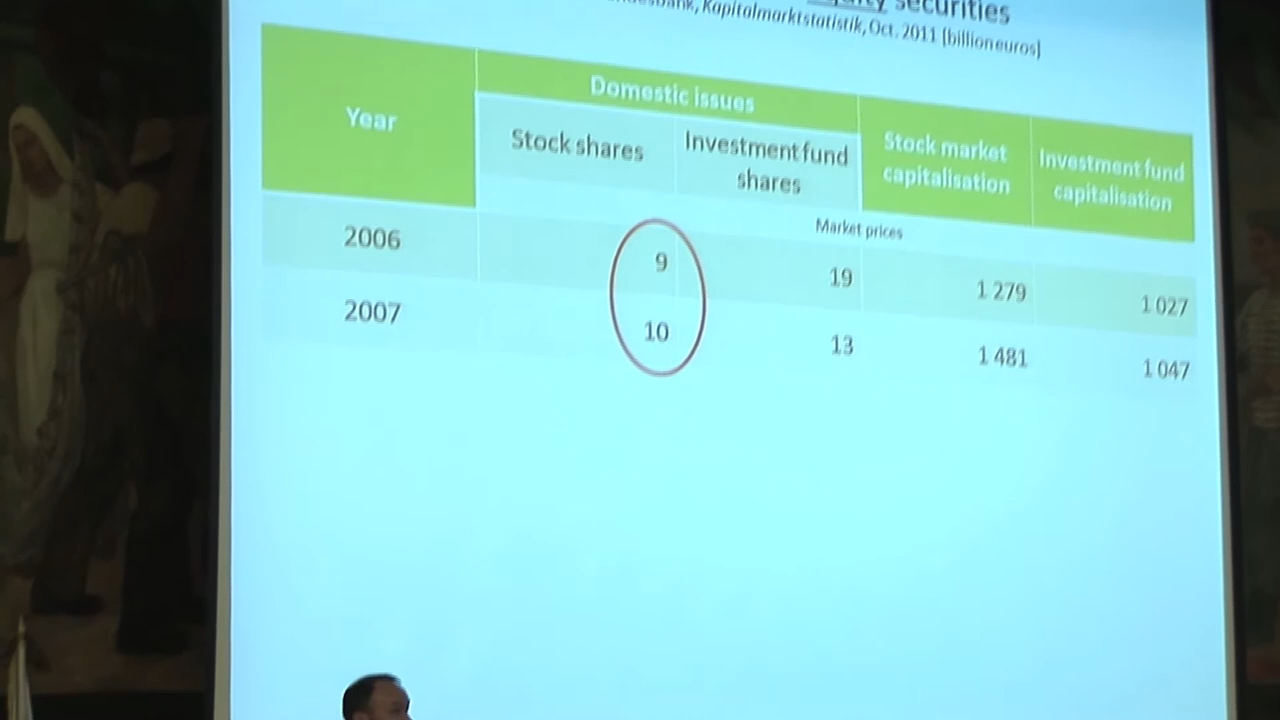 securities
Kapitalmarktstatistik, Oct. 2011 [billion euros]
Year
Domestic issues
Stock shares
Investment fund
shares
Stock market
capitalisation
Investment fund
capitalisation
Market prices
2006 9 19 1 279 1 027
2007 10 13 1 481 1 047